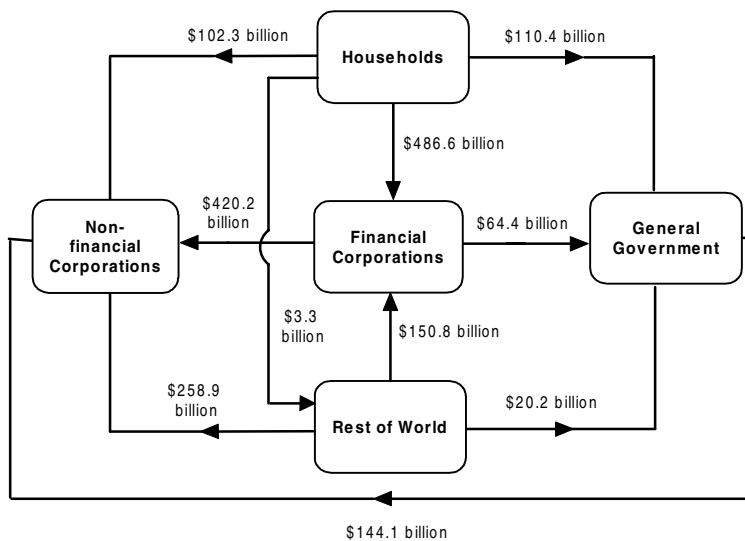 $102.3 billion
Households
$110.4 billion
$486.6 billion
$420.2
billion
Non-
financial
Corporations
Financial
Corporations
$64.4 billion
General
Government
$3.3
billion
$150.8 billion
$258.9
billion
Rest of World
$20.2 billion
$144.1 billion